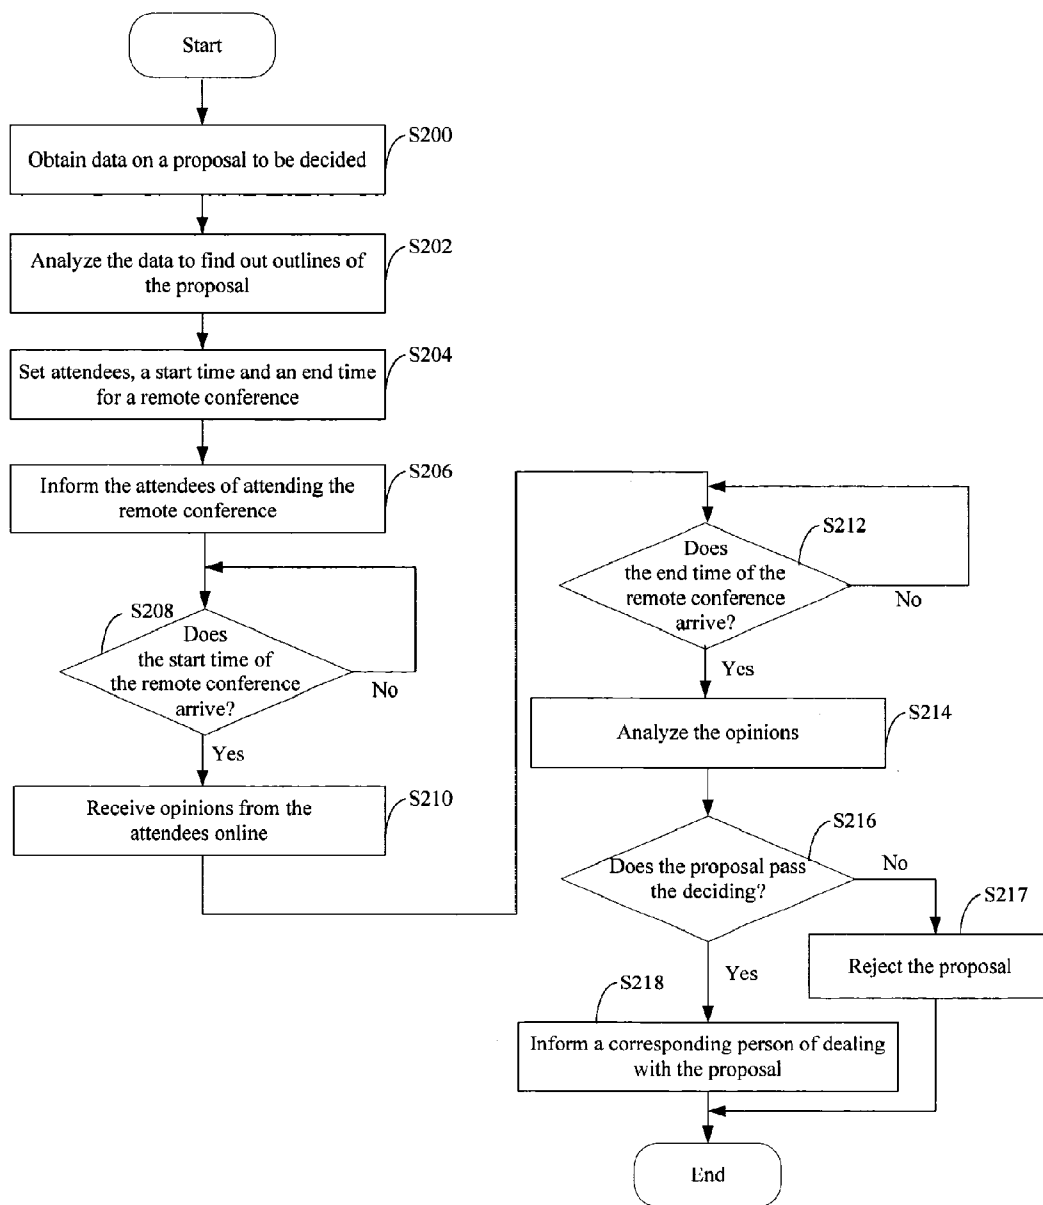 Start
S200
Obtain data on a proposal to be decided
S202
Analyze the data to find out outlines of
the proposal
S204
Set attendees, a start time and an end time
for a remote conference
S206
Inform the attendees of attending the
remote conference
S208
Does
the start time of
the remote conference
arrive?
No
Yes
S210
Receive opinions from the
attendees online
S212
Does
the end time of the
remote conference
arrive?
No
Yes
S214
Analyze the opinions
S216
Does the proposal pass
the deciding?
No
S217
Reject the proposal
Yes
S218
Inform a corresponding person of dealing
with the proposal
End